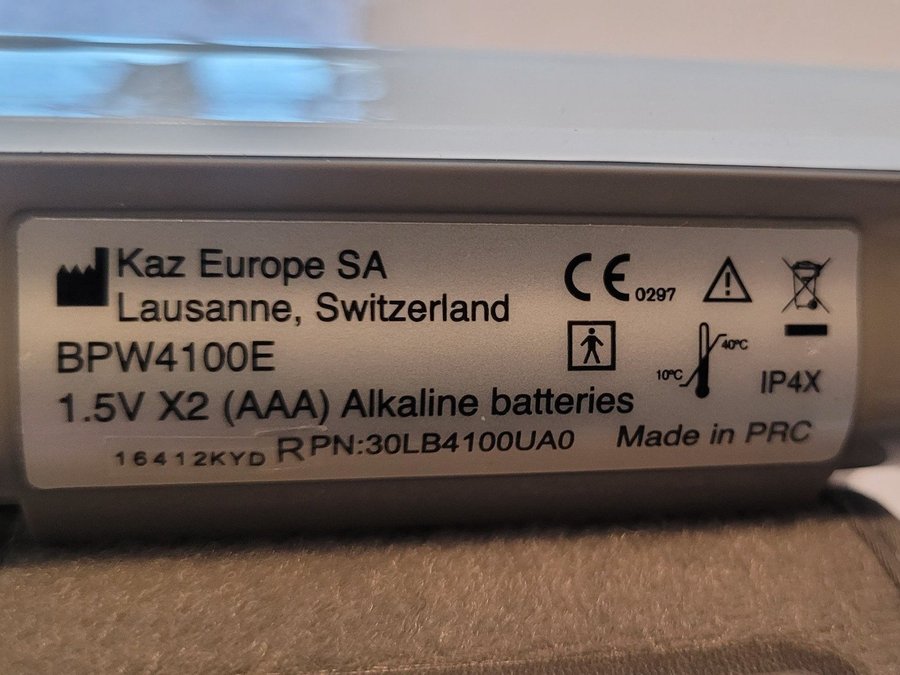 Kaz Europe SA
Lausanne, Switzerland
BPW4100E
1.5V X2 (AAA) Alkaline batteries
16412KYD RPN:30LB4100UA0 Made in PRC
CE 0297
40°C
10°C
IP4X